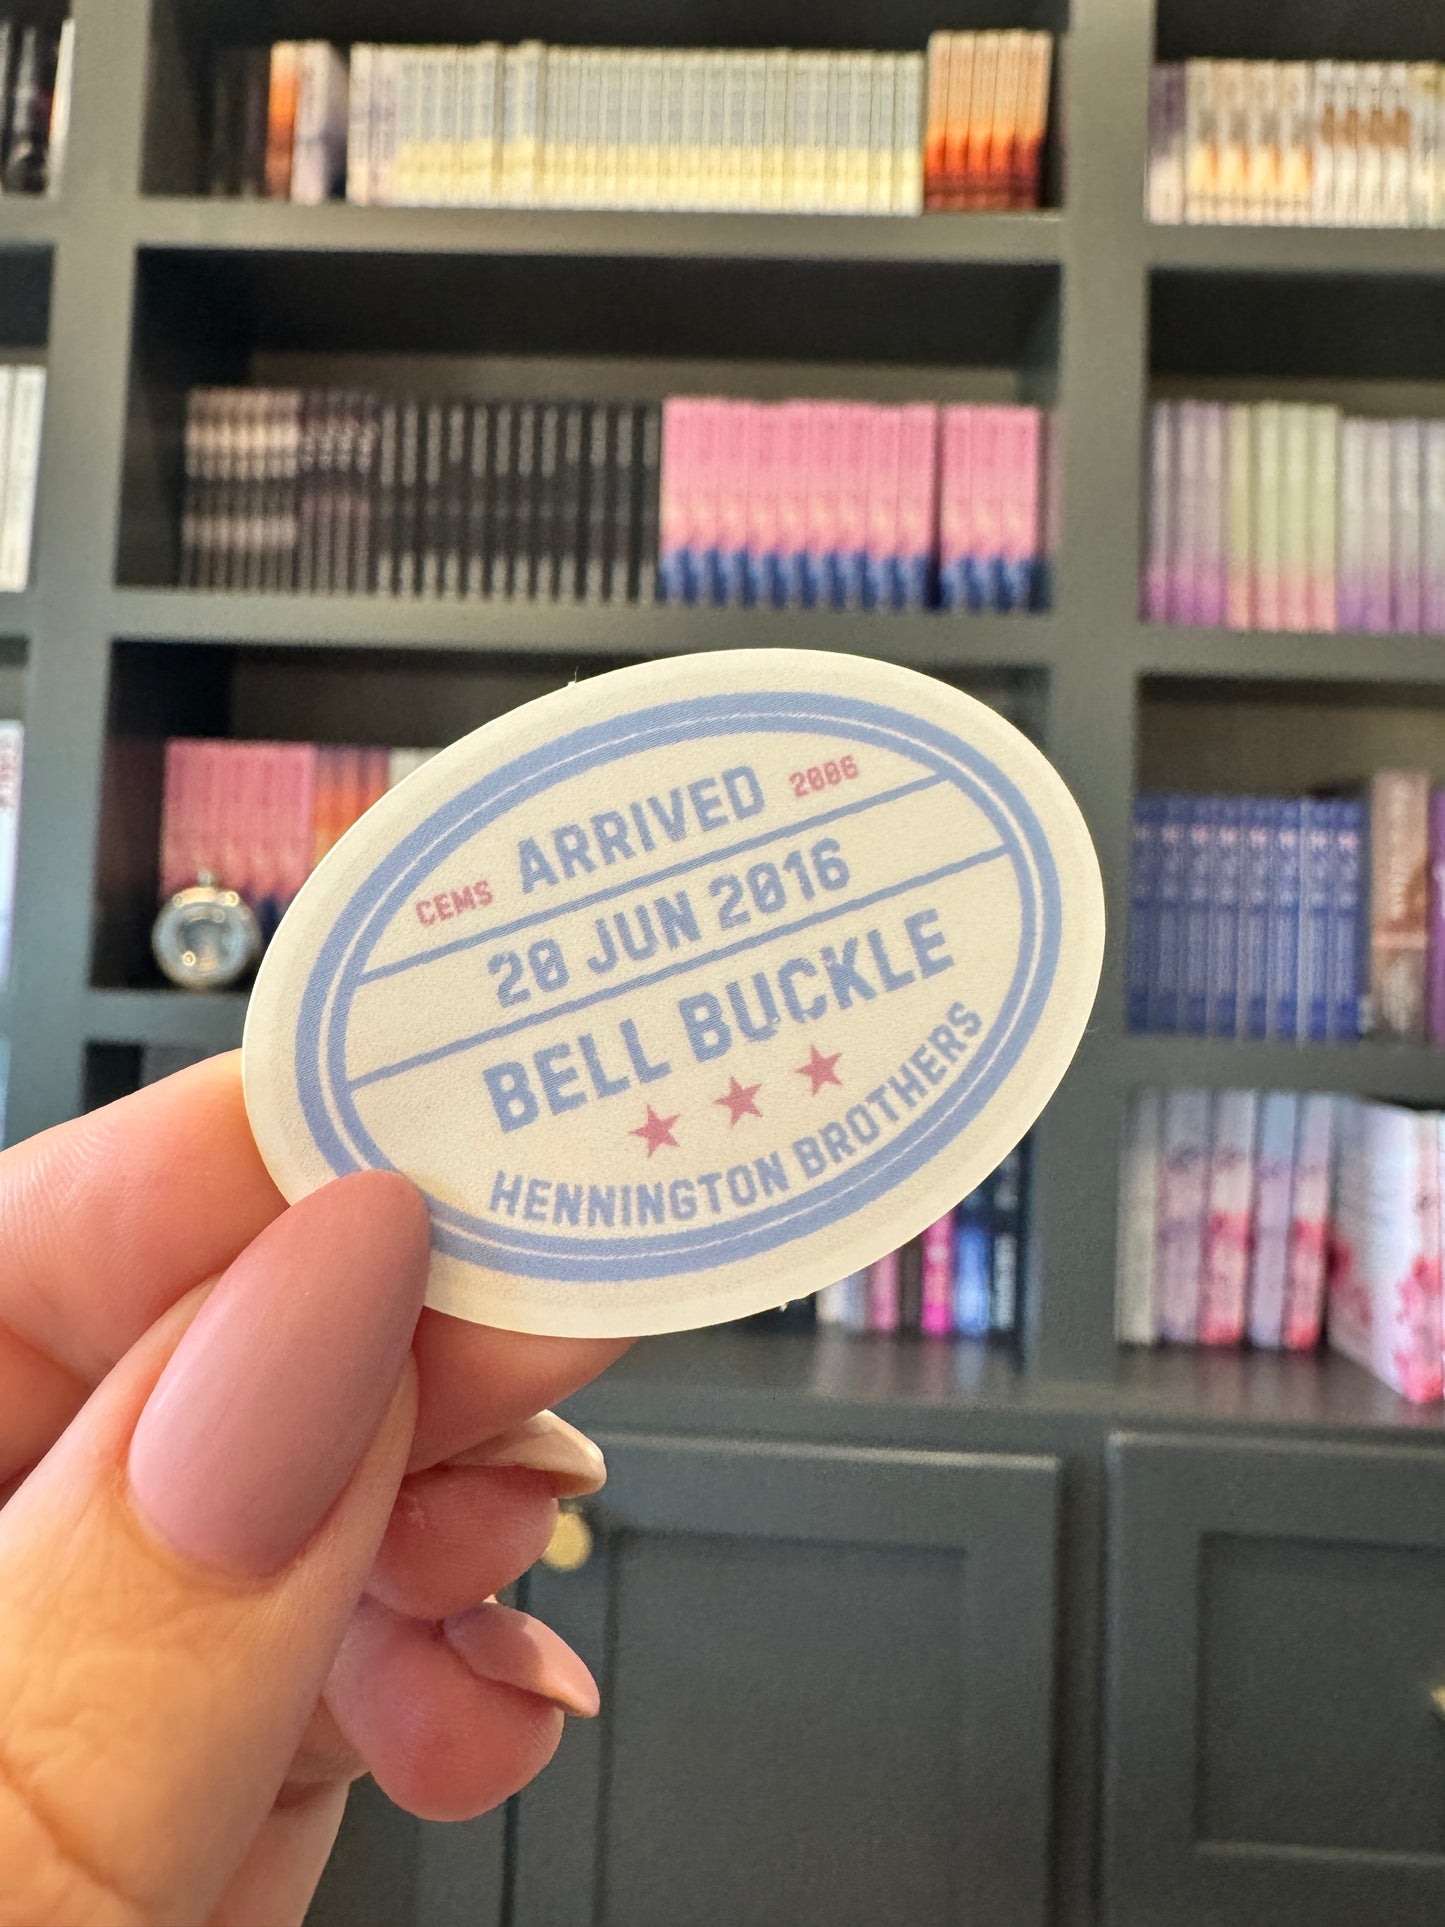 ARRIVED 2006
CEMS
20 JUN 2016
BELL BUCKLE
HENNINGTON BROTHERS